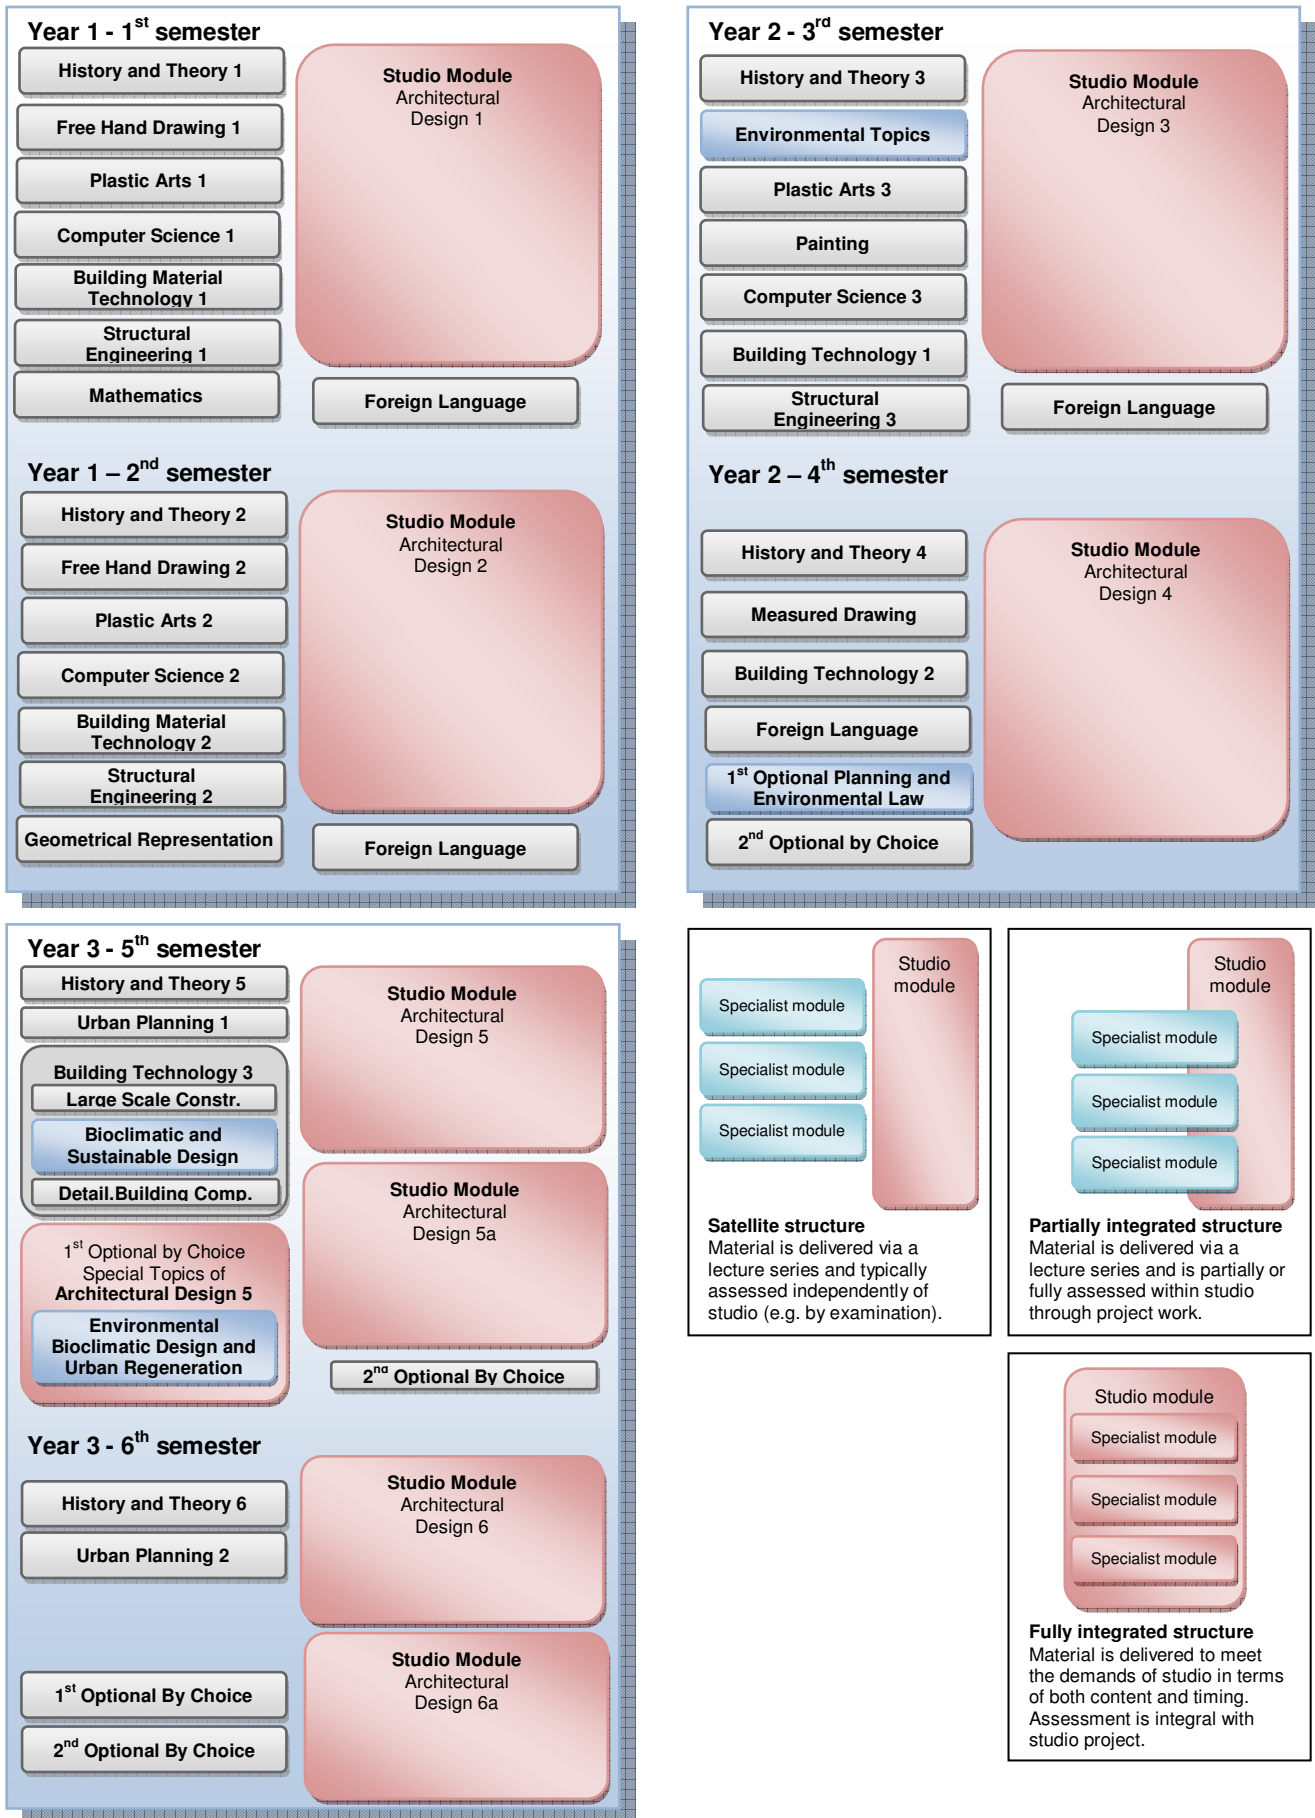 Year 1 - 1st semester
History and Theory 1
Free Hand Drawing 1
Plastic Arts 1
Computer Science 1
Building Material
Technology 1
Structural
Engineering 1
Mathematics
Studio Module
Architectural
Design 1
Foreign Language
Year 1 – 2nd semester
History and Theory 2
Free Hand Drawing 2
Plastic Arts 2
Computer Science 2
Building Material
Technology 2
Structural
Engineering 2
Geometrical Representation
Studio Module
Architectural
Design 2
Foreign Language
Year 2 - 3rd semester
History and Theory 3
Environmental Topics
Plastic Arts 3
Painting
Computer Science 3
Building Technology 1
Structural
Engineering 3
Studio Module
Architectural
Design 3
Foreign Language
Year 2 – 4th semester
History and Theory 4
Measured Drawing
Building Technology 2
Foreign Language
1st Optional Planning and
Environmental Law
2nd Optional by Choice
Studio Module
Architectural
Design 4
Year 3 - 5th semester
History and Theory 5
Urban Planning 1
Building Technology 3
Large Scale Constr.
Bioclimatic and
Sustainable Design
Detail.Building Comp.
1st Optional by Choice
Special Topics of
Architectural Design 5
Environmental
Bioclimatic Design and
Urban Regeneration
Studio Module
Architectural
Design 5
Studio Module
Architectural
Design 5a
2nd Optional By Choice
Year 3 - 6th semester
History and Theory 6
Urban Planning 2
1st Optional By Choice
2nd Optional By Choice
Studio Module
Architectural
Design 6
Studio Module
Architectural
Design 6a
Studio
module
Specialist module
Specialist module
Specialist module
Satellite structure
Material is delivered via a
lecture series and typically
assessed independently of
studio (e.g. by examination).
Studio
module
Specialist module
Specialist module
Specialist module
Partially integrated structure
Material is delivered via a
lecture series and is partially or
fully assessed within studio
through project work.
Studio module
Specialist module
Specialist module
Specialist module
Fully integrated structure
Material is delivered to meet
the demands of studio in terms
of both content and timing.
Assessment is integral with
studio project.